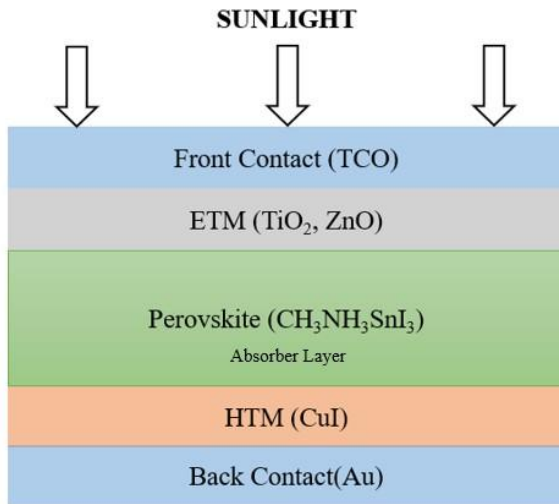 SUNLIGHT
Front Contact (TCO)
ETM (TiO₂, ZnO)
Perovskite (CH₃NH₃SnI₃)
Absorber Layer
HTM (CuI)
Back Contact(Au)